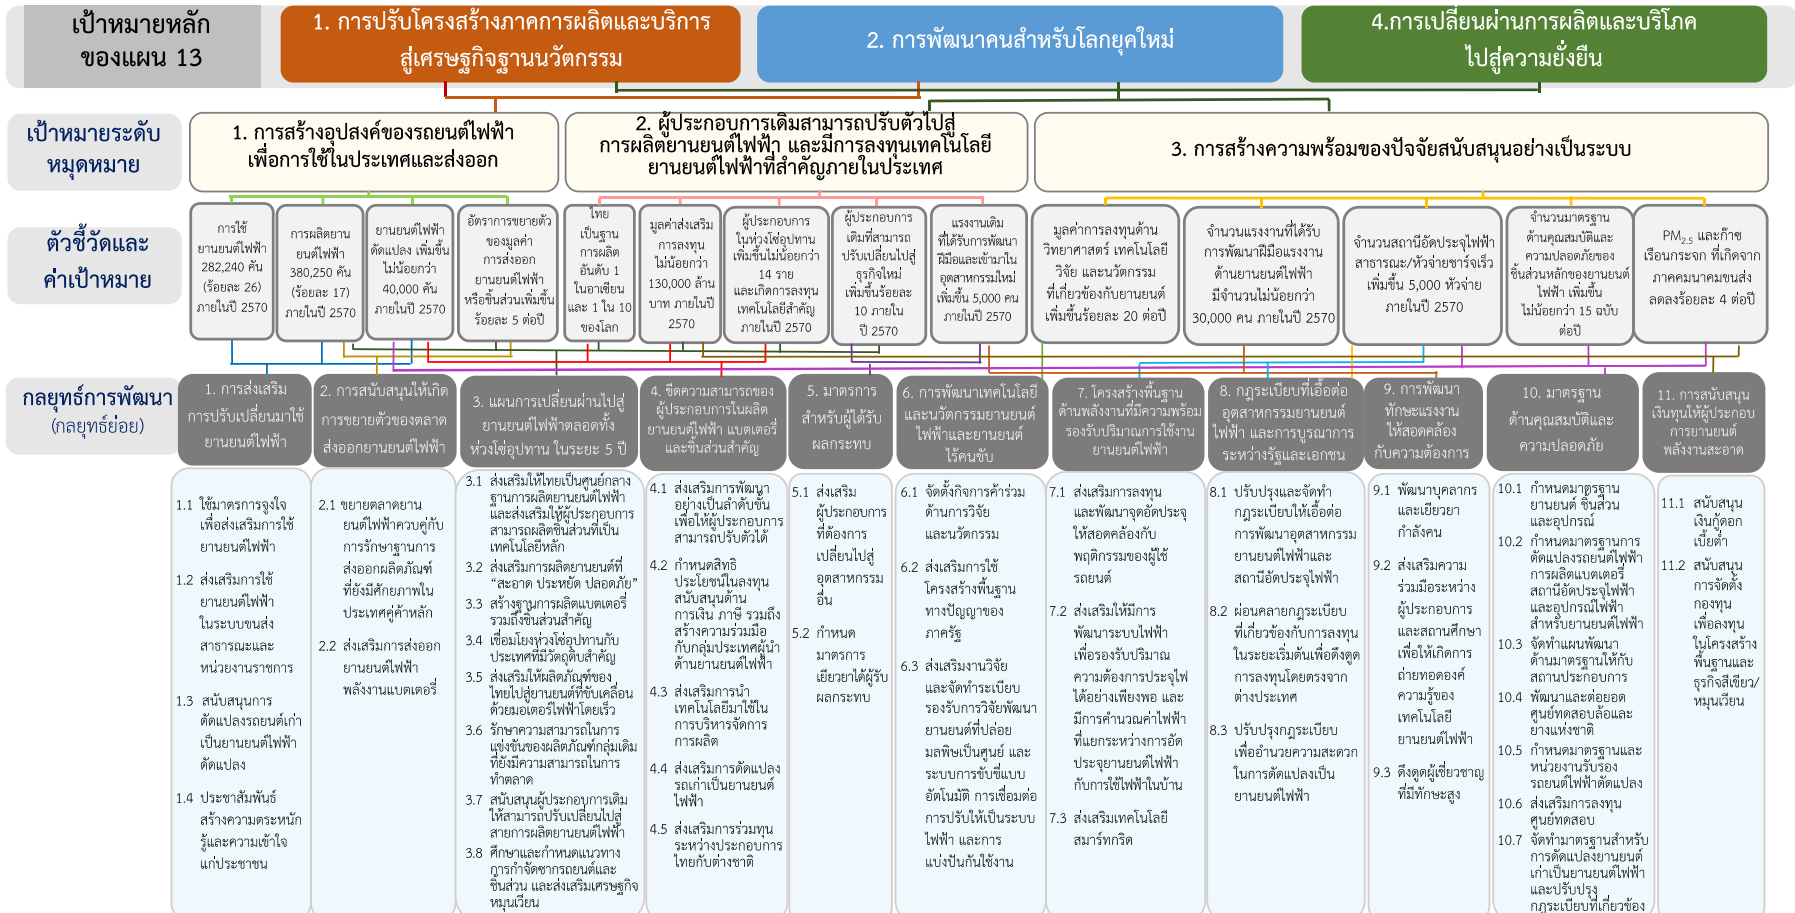 เป้าหมายหลัก
ของแผน 13
1. การปรับโครงสร้างภาคการผลิตและบริการ
สู่เศรษฐกิจฐานนวัตกรรม
2. การพัฒนาคนสำหรับโลกยุคใหม่
4.การเปลี่ยนผ่านการผลิตและบริโภค
ไปสู่ความยั่งยืน
เป้าหมายระดับ
หมุดหมาย
1. การสร้างอุปสงค์ของรถยนต์ไฟฟ้า
เพื่อการใช้ในประเทศและส่งออก
2. ผู้ประกอบการเดิมสามารถปรับตัวไปสู่
การผลิตยานยนต์ไฟฟ้า และมีการลงทุนเทคโนโลยี
ยานยนต์ไฟฟ้าที่สำคัญภายในประเทศ
3. การสร้างความพร้อมของปัจจัยสนับสนุนอย่างเป็นระบบ
ตัวชี้วัดและ
ค่าเป้าหมาย
การใช้
ยานยนต์ไฟฟ้า
282,240 คัน
(ร้อยละ 26)
ภายในปี 2570
การผลิตยาน
ยนต์ไฟฟ้า
380,250 คัน
(ร้อยละ 17)
ภายในปี 2570
ยานยนต์ไฟฟ้า
ดัดแปลง เพิ่มขึ้น
ไม่น้อยกว่า
40,000 คัน
ภายในปี 2570
อัตราการขยายตัว
ของมูลค่า
การส่งออก
ยานยนต์ไฟฟ้า
หรือชิ้นส่วนเพิ่มขึ้น
ร้อยละ 5 ต่อปี
ไทย
เป็นฐาน
การผลิต
อันดับ 1
ในอาเซียน
และ 1 ใน 10
ของโลก
มูลค่าส่งเสริม
การลงทุน
ไม่น้อยกว่า
130,000 ล้าน
บาท ภายในปี
2570
ผู้ประกอบการ
ในห่วงโซ่อุปทาน
เพิ่มขึ้นไม่น้อยกว่า
14 ราย
และเกิดการลงทุน
เทคโนโลยีสำคัญ
ภายในปี 2570
ผู้ประกอบการ
เดิมที่สามารถ
ปรับเปลี่ยนไปสู่
ธุรกิจใหม่
เพิ่มขึ้นร้อยละ
10 ภายใน
ปี 2570
แรงงานเดิม
ที่ได้รับการพัฒนา
ฝีมือและเข้ามาใน
อุตสาหกรรมใหม่
เพิ่มขึ้น 5,000 คน
ภายในปี 2570
มูลค่าการลงทุนด้าน
วิทยาศาสตร์ เทคโนโลยี
วิจัย และนวัตกรรม
ที่เกี่ยวข้องกับยานยนต์
เพิ่มขึ้นร้อยละ 20 ต่อปี
จำนวนแรงงานที่ได้รับ
การพัฒนาฝีมือแรงงาน
ด้านยานยนต์ไฟฟ้า
มีจำนวนไม่น้อยกว่า
30,000 คน ภายในปี 2570
จำนวนสถานีอัดประจุไฟฟ้า
สาธารณะ/หัวจ่ายชาร์จเร็ว
เพิ่มขึ้น 5,000 หัวจ่าย
ภายในปี 2570
จำนวนมาตรฐาน
ด้านคุณสมบัติและ
ความปลอดภัยของ
ชิ้นส่วนหลักของยานยนต์
ไฟฟ้า เพิ่มขึ้น
ไม่น้อยกว่า 15 ฉบับ
ต่อปี
PM2.5 และก๊าซ
เรือนกระจก ที่เกิดจาก
ภาคคมนาคมขนส่ง
ลดลงร้อยละ 4 ต่อปี
กลยุทธ์การพัฒนา
(กลยุทธ์ย่อย)
1. การส่งเสริม
การปรับเปลี่ยนมาใช้
ยานยนต์ไฟฟ้า
2. การสนับสนุนให้เกิด
การขยายตัวของตลาด
ส่งออกยานยนต์ไฟฟ้า
3. แผนการเปลี่ยนผ่านไปสู่
ยานยนต์ไฟฟ้าตลอดทั้ง
ห่วงโซ่อุปทาน ในระยะ 5 ปี
4. ขีดความสามารถของ
ผู้ประกอบการในผลิต
ยานยนต์ไฟฟ้า แบตเตอรี่
และชิ้นส่วนสำคัญ
5. มาตรการ
สำหรับผู้ได้รับ
ผลกระทบ
6. การพัฒนาเทคโนโลยี
และนวัตกรรมยานยนต์
ไฟฟ้าและยานยนต์
ไร้คนขับ
7. โครงสร้างพื้นฐาน
ด้านพลังงานที่มีความพร้อม
รองรับปริมาณการใช้งาน
ยานยนต์ไฟฟ้า
8. กฎระเบียบที่เอื้อต่อ
อุตสาหกรรมยานยนต์
ไฟฟ้า และการบูรณาการ
ระหว่างรัฐและเอกชน
9. การพัฒนา
ทักษะแรงงาน
ให้สอดคล้อง
กับความต้องการ
10. มาตรฐาน
ด้านคุณสมบัติและ
ความปลอดภัย
11. การสนับสนุน
เงินทุนให้ผู้ประกอบ
การยานยนต์
พลังงานสะอาด
1.1 ใช้มาตรการจูงใจ
เพื่อส่งเสริมการใช้
ยานยนต์ไฟฟ้า
1.2 ส่งเสริมการใช้
ยานยนต์ไฟฟ้า
ในระบบขนส่ง
สาธารณะและ
หน่วยงานราชการ
1.3 สนับสนุนการ
ดัดแปลงรถยนต์เก่า
เป็นยานยนต์ไฟฟ้า
ดัดแปลง
1.4 ประชาสัมพันธ์
สร้างความตระหนัก
รู้และความเข้าใจ
แก่ประชาชน
2.1 ขยายตลาดยาน
ยนต์ไฟฟ้าควบคู่กับ
การรักษาฐานการ
ส่งออกผลิตภัณฑ์
ที่ยังมีศักยภาพใน
ประเทศคู่ค้าหลัก
2.2 ส่งเสริมการส่งออก
ยานยนต์ไฟฟ้า
พลังงานแบตเตอรี่
3.1 ส่งเสริมให้ไทยเป็นศูนย์กลาง
ฐานการผลิตยานยนต์ไฟฟ้า
และส่งเสริมให้ผู้ประกอบการ
สามารถผลิตชิ้นส่วนที่เป็น
เทคโนโลยีหลัก
3.2 ส่งเสริมการผลิตยานยนต์ที่
“สะอาด ประหยัด ปลอดภัย”
3.3 สร้างฐานการผลิตแบตเตอรี่
รวมถึงชิ้นส่วนสำคัญ
3.4 เชื่อมโยงห่วงโซ่อุปทานกับ
ประเทศที่มีวัตถุดิบสำคัญ
3.5 ส่งเสริมให้ผลิตภัณฑ์ของ
ไทยไปสู่ยานยนต์ที่ขับเคลื่อน
ด้วยมอเตอร์ไฟฟ้าโดยเร็ว
3.6 รักษาความสามารถในการ
แข่งขันของผลิตภัณฑ์กลุ่มเดิม
ที่ยังมีความสามารถในการ
ทำตลาด
3.7 สนับสนุนผู้ประกอบการเดิม
ให้สามารถปรับเปลี่ยนไปสู่
สายการผลิตยานยนต์ไฟฟ้า
3.8 ศึกษาและกำหนดแนวทาง
การกำจัดซากรถยนต์และ
ชิ้นส่วน และส่งเสริมเศรษฐกิจ
หมุนเวียน
4.1 ส่งเสริมการพัฒนา
อย่างเป็นลำดับขั้น
เพื่อให้ผู้ประกอบการ
สามารถปรับตัวได้
4.2 กำหนดสิทธิ
ประโยชน์ในลงทุน
สนับสนุนด้าน
การเงิน ภาษี รวมถึง
สร้างความร่วมมือ
กับกลุ่มประเทศผู้นำ
ด้านยานยนต์ไฟฟ้า
4.3 ส่งเสริมการนำ
เทคโนโลยีมาใช้ใน
การบริหารจัดการ
การผลิต
4.4 ส่งเสริมการดัดแปลง
รถเก่าเป็นยานยนต์
ไฟฟ้า
4.5 ส่งเสริมการร่วมทุน
ระหว่างประกอบการ
ไทยกับต่างชาติ
5.1 ส่งเสริม
ผู้ประกอบการ
ที่ต้องการ
เปลี่ยนไปสู่
อุตสาหกรรม
อื่น
5.2 กำหนด
มาตรการ
เยียวยาได้ผู้รับ
ผลกระทบ
6.1 จัดตั้งกิจการค้าร่วม
ด้านการวิจัย
และนวัตกรรม
6.2 ส่งเสริมการใช้
โครงสร้างพื้นฐาน
ทางปัญญาของ
ภาครัฐ
6.3 ส่งเสริมงานวิจัย
และจัดทำระเบียบ
รองรับการวิจัยพัฒนา
ยานยนต์ที่ปล่อย
มลพิษเป็นศูนย์ และ
ระบบการขับขี่แบบ
อัตโนมัติ การเชื่อมต่อ
การปรับให้เป็นระบบ
ไฟฟ้า และการ
แบ่งปันกันใช้งาน
7.1 ส่งเสริมการลงทุน
และพัฒนาจุดอัดประจุ
ให้สอดคล้องกับ
พฤติกรรมของผู้ใช้
รถยนต์
7.2 ส่งเสริมให้มีการ
พัฒนาระบบไฟฟ้า
เพื่อรองรับปริมาณ
ความต้องการประจุไฟ
ได้อย่างเพียงพอ และ
มีการคำนวณค่าไฟฟ้า
ที่แยกระหว่างการอัด
ประจุยานยนต์ไฟฟ้า
กับการใช้ไฟฟ้าในบ้าน
7.3 ส่งเสริมเทคโนโลยี
สมาร์ทกริด
8.1 ปรับปรุงและจัดทำ
กฎระเบียบให้เอื้อต่อ
การพัฒนาอุตสาหกรรม
ยานยนต์ไฟฟ้าและ
สถานีอัดประจุไฟฟ้า
8.2 ผ่อนคลายกฎระเบียบ
ที่เกี่ยวข้องกับการลงทุน
ในระยะเริ่มต้นเพื่อดึงดูด
การลงทุนโดยตรงจาก
ต่างประเทศ
8.3 ปรับปรุงกฎระเบียบ
เพื่ออำนวยความสะดวก
ในการดัดแปลงเป็น
ยานยนต์ไฟฟ้า
9.1 พัฒนาบุคลากร
และเยียวยา
กำลังคน
9.2 ส่งเสริมความ
ร่วมมือระหว่าง
ผู้ประกอบการ
และสถานศึกษา
เพื่อให้เกิดการ
ถ่ายทอดองค์
ความรู้ของ
เทคโนโลยี
ยานยนต์ไฟฟ้า
9.3 ดึงดูดผู้เชี่ยวชาญ
ที่มีทักษะสูง
10.1 กำหนดมาตรฐาน
ยานยนต์ ชิ้นส่วน
และอุปกรณ์
10.2 กำหนดมาตรฐานการ
ดัดแปลงรถยนต์ไฟฟ้า
การผลิตแบตเตอรี่
สถานีอัดประจุไฟฟ้า
และอุปกรณ์ไฟฟ้า
สำหรับยานยนต์ไฟฟ้า
10.3 จัดทำแผนพัฒนา
ด้านมาตรฐานให้กับ
สถานประกอบการ
10.4 พัฒนาและต่อยอด
ศูนย์ทดสอบล้อและ
ยางแห่งชาติ
10.5 กำหนดมาตรฐานและ
หน่วยงานรับรอง
รถยนต์ไฟฟ้าดัดแปลง
10.6 ส่งเสริมการลงทุน
ศูนย์ทดสอบ
10.7 จัดทำมาตรฐานสำหรับ
การดัดแปลงยานยนต์
เก่าเป็นยานยนต์ไฟฟ้า
และปรับปรุง
กฎระเบียบที่เกี่ยวข้อง
11.1 สนับสนุน
เงินกู้ดอก
เบี้ยต่ำ
11.2 สนับสนุน
การจัดตั้ง
กองทุน
เพื่อลงทุน
ในโครงสร้าง
พื้นฐานและ
ธุรกิจสีเขียว/
หมุนเวียน